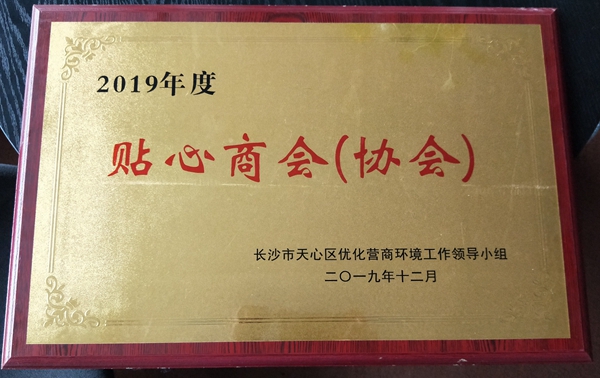 2019年度
贴心商会(协会)
长沙市天心区优化营商环境工作领导小组
二〇一九年十二月